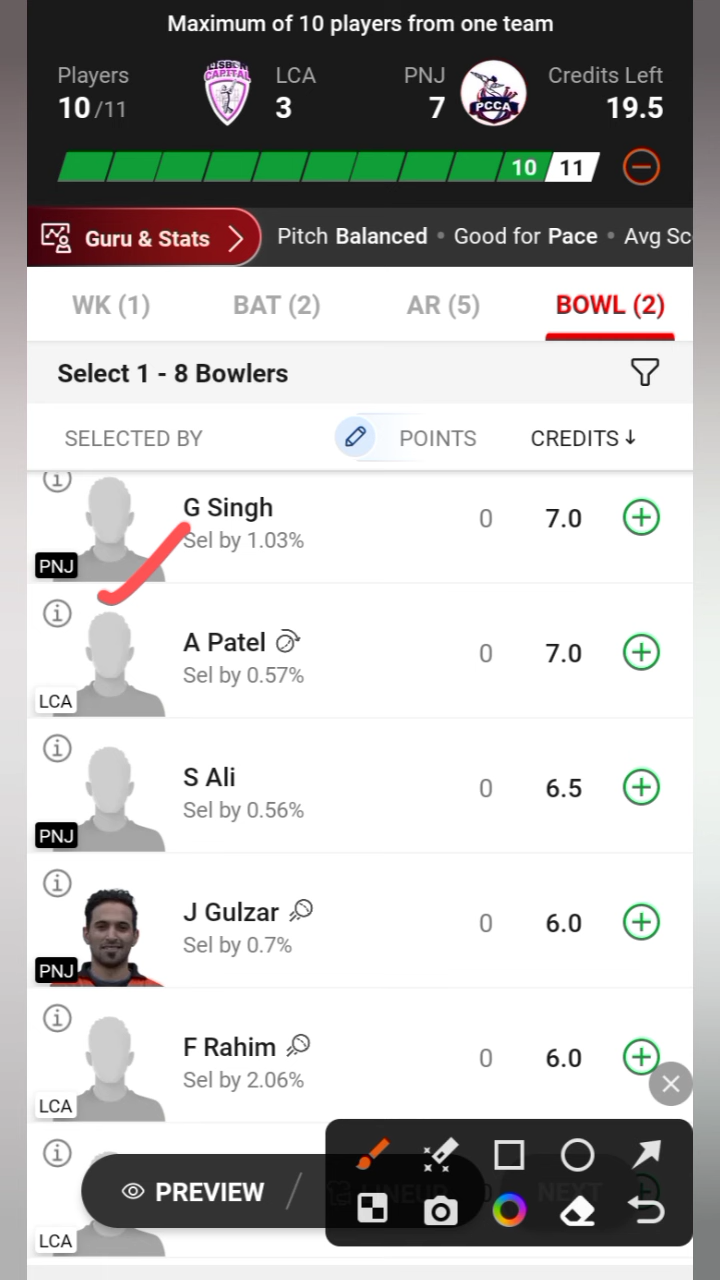 Maximum of 10 players from one team
Players LCA PNJ Credits Left
10/11 3 7 19.5
LISBON CAPITAL
PCCA
10 11
Guru & Stats Pitch Balanced • Good for Pace • Avg Sc
WK (1) BAT (2) AR (5) BOWL (2)
Select 1 - 8 Bowlers
SELECTED BY POINTS CREDITS ↓
G Singh 0 7.0
Sel by 1.03%
PNJ
A Patel 0 7.0
Sel by 0.57%
LCA
S Ali 0 6.5
Sel by 0.56%
PNJ
J Gulzar 0 6.0
Sel by 0.7%
PNJ
F Rahim 0 6.0
Sel by 2.06%
LCA
PREVIEW / LINEUP NEXT
LCA